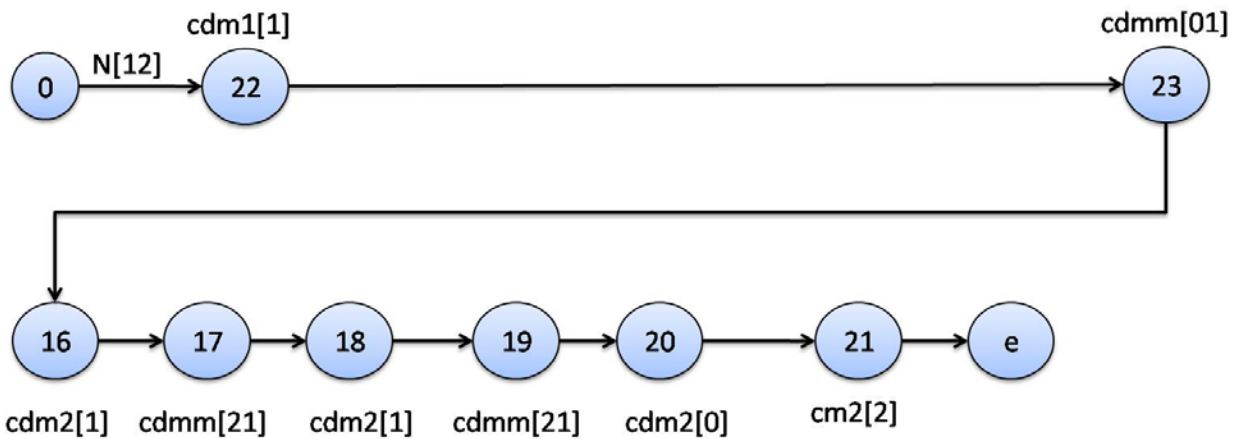 cdm1[1]
cdmm[01]
0
N[12]
22
23
16
17
18
19
20
21
e
cdm2[1]
cdmm[21]
cdm2[1]
cdmm[21]
cdm2[0]
cm2[2]